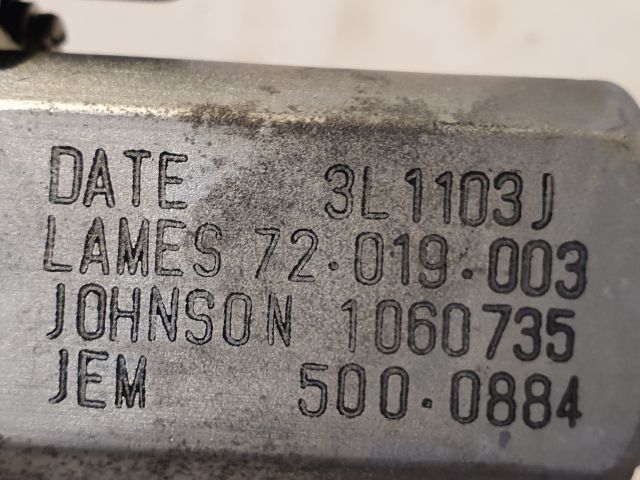 DATE 3L1103J
LAMES 72.019.003
JOHNSON 1060735
JEM 500.0884